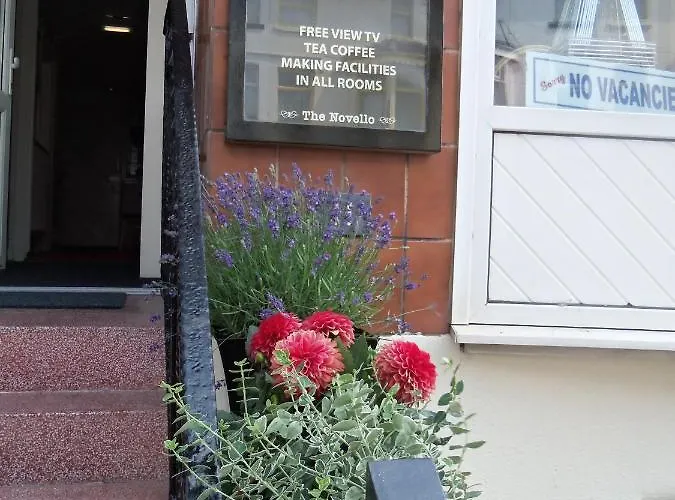 FREE VIEW TV
TEA COFFEE
MAKING FACILITIES
IN ALL ROOMS
The Novello
Sorry
NO VACANCIE